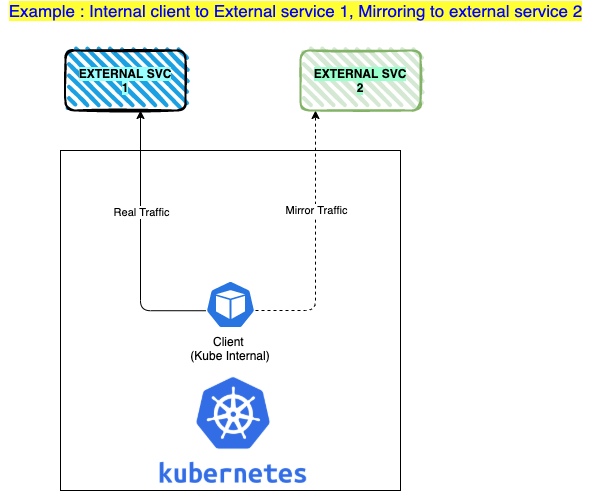 Example : Internal client to External service 1, Mirroring to external service 2
EXTERNAL SVC
1
EXTERNAL SVC
2
Real Traffic
Mirror Traffic
Client
(Kube Internal)
kubernetes